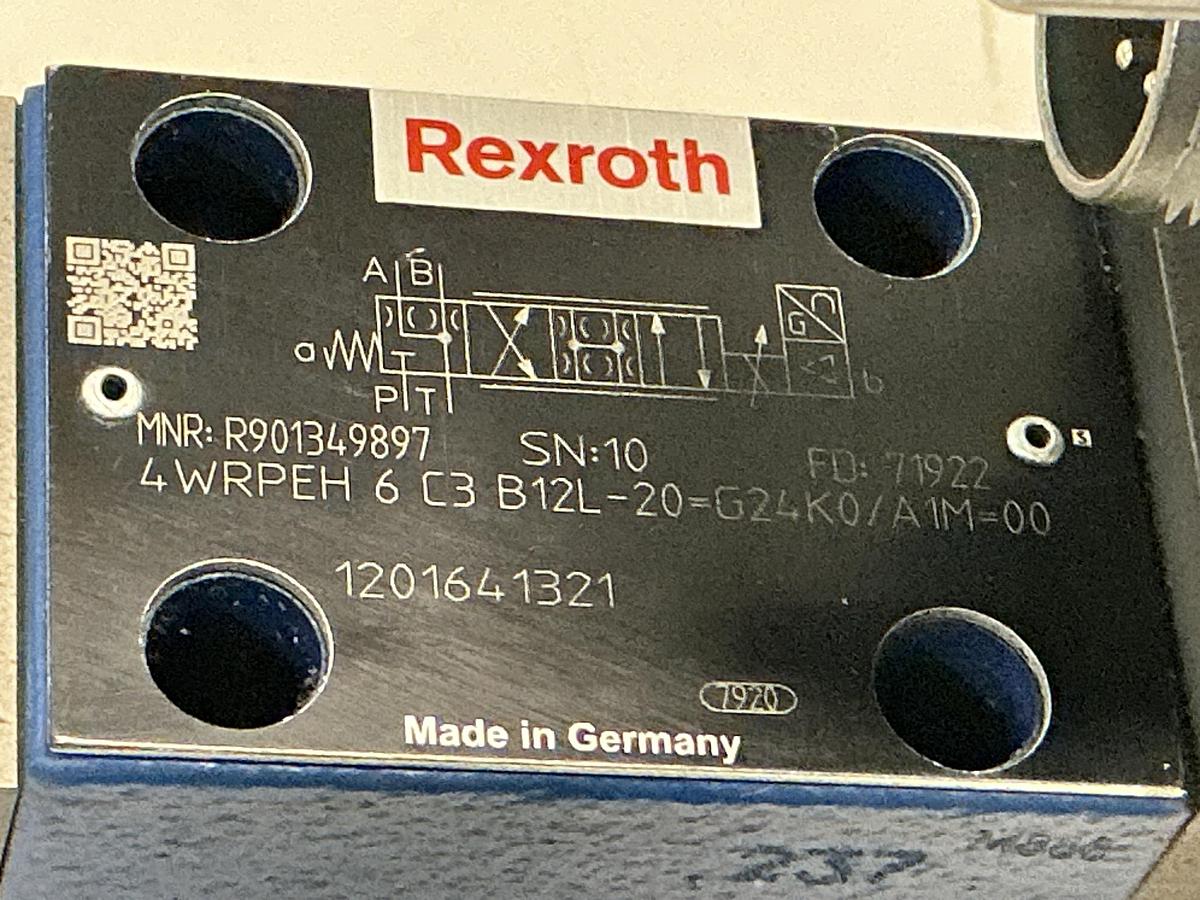 Rexroth
A B
a
G
b
P T
MNR: R901349897 SN:10 FD: 71922
4WRPEH 6 C3 B12L-20=G24K0/A1M=00
1201641321
7920
Made in Germany
237